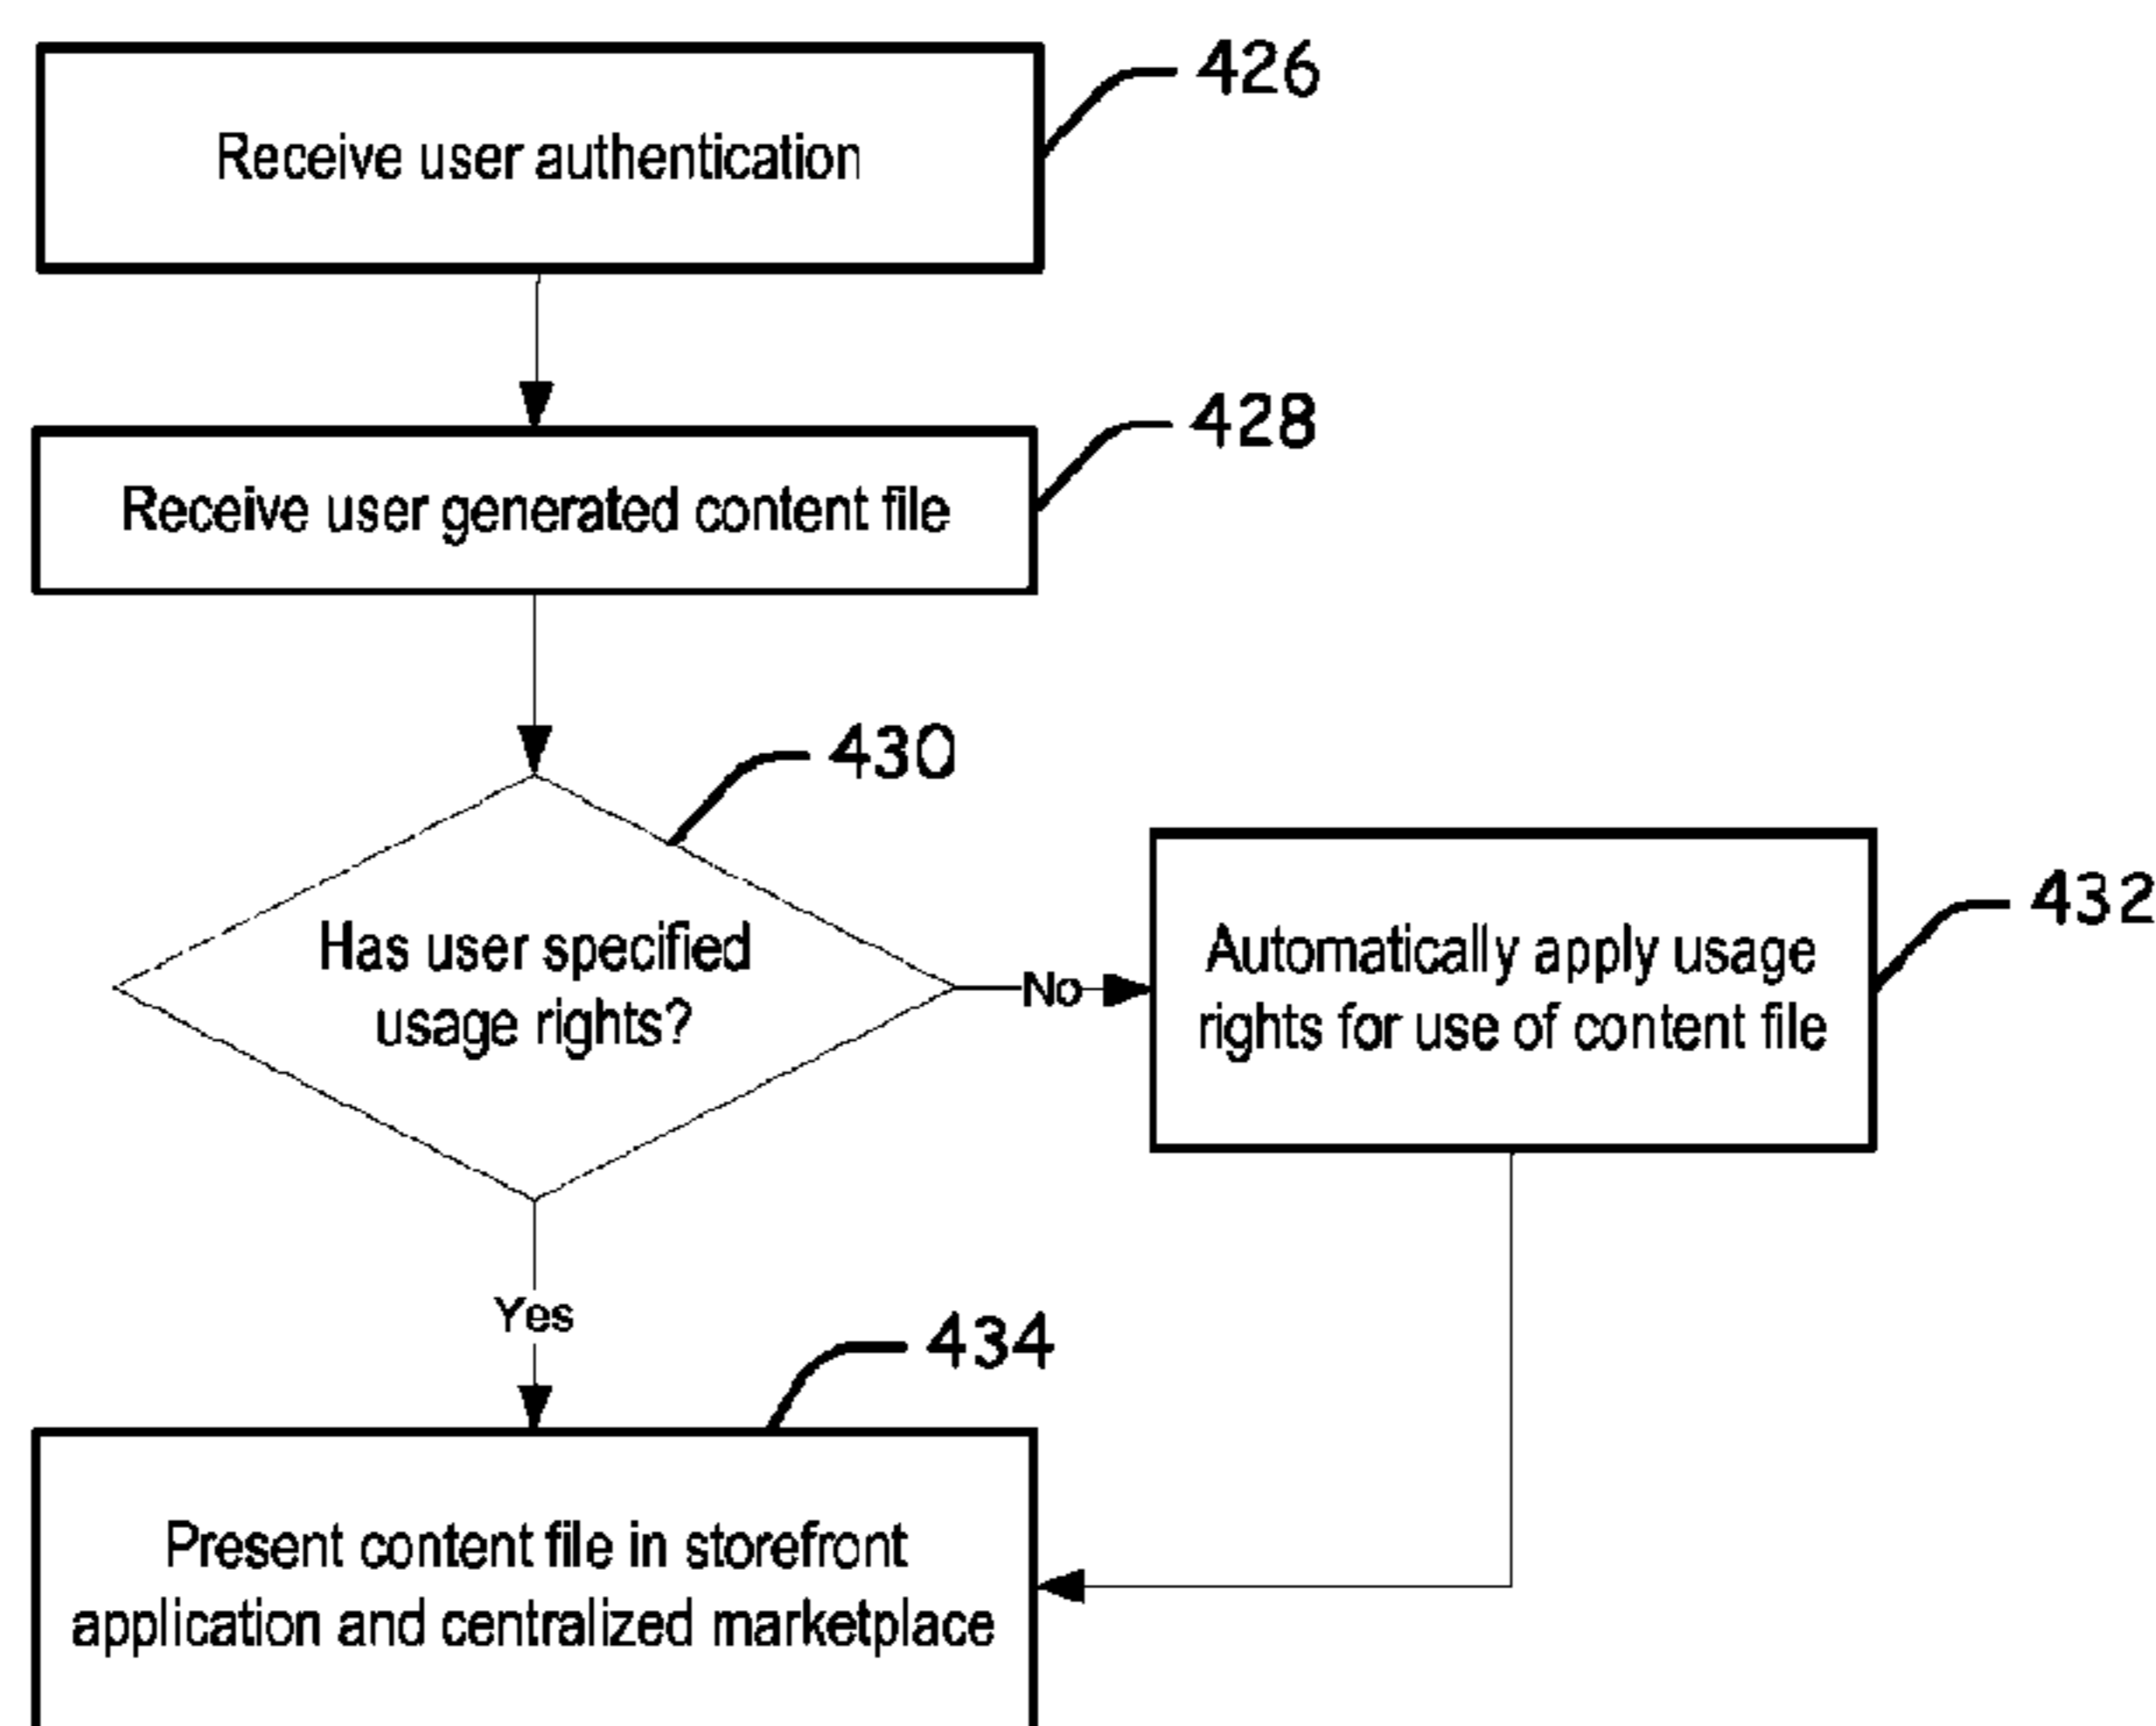 426
Receive user authentication
428
Receive user generated content file
430
Has user specified
usage rights?
No
432
Automatically apply usage
rights for use of content file
Yes
434
Present content file in storefront
application and centralized marketplace